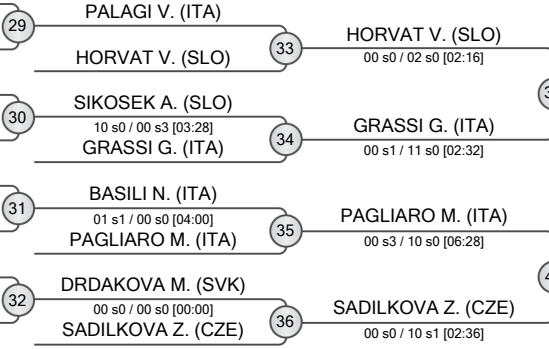 PALAGI V. (ITA)
29
HORVAT V. (SLO)
33
HORVAT V. (SLO)
00 s0 / 02 s0 [02:16]
SIKOSEK A. (SLO)
30
10 s0 / 00 s3 [03:28]
GRASSI G. (ITA)
34
GRASSI G. (ITA)
00 s1 / 11 s0 [02:32]
BASILI N. (ITA)
31
01 s1 / 00 s0 [04:00]
PAGLIARO M. (ITA)
35
PAGLIARO M. (ITA)
00 s3 / 10 s0 [06:28]
DRDAKOVA M. (SVK)
32
00 s0 / 00 s0 [00:00]
SADILKOVA Z. (CZE)
36
SADILKOVA Z. (CZE)
00 s0 / 10 s1 [02:36]